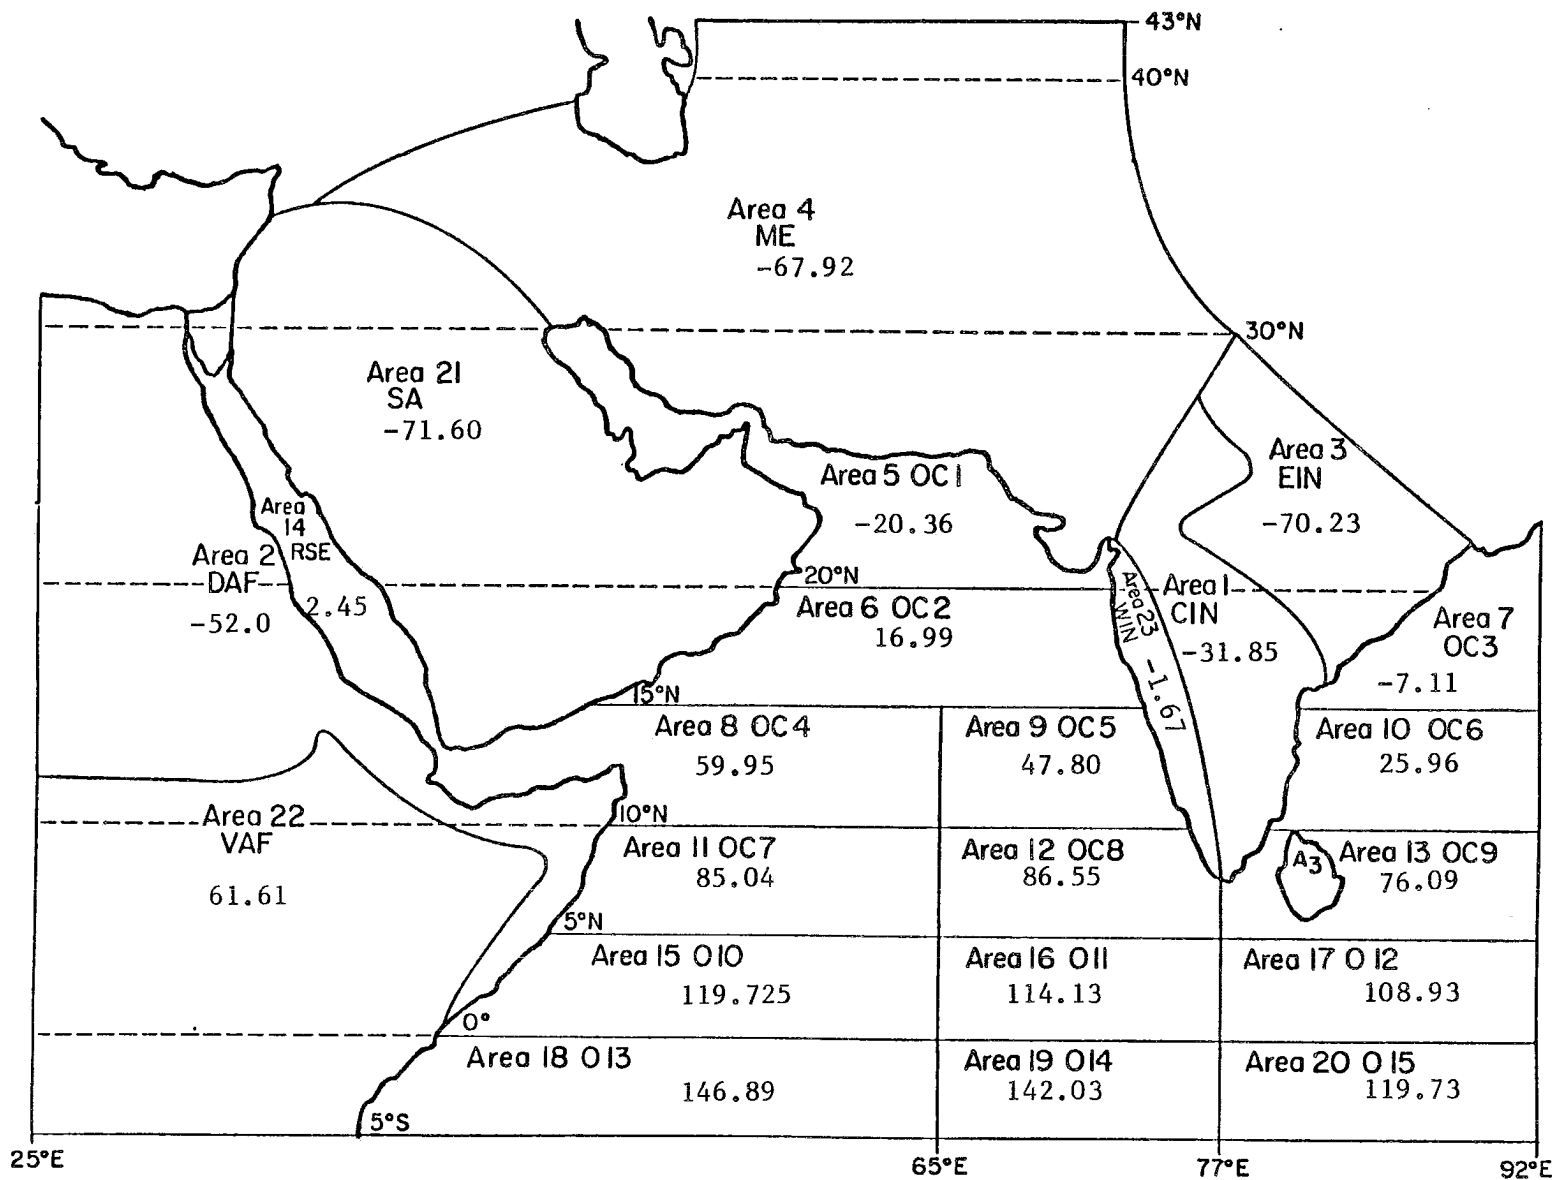 43°N
40°N
Area 4
ME
-67.92
30°N
Area 21
SA
-71.60
Area 3
EIN
-70.23
Area 5 OC1
-20.36
Area
14
RSE
2.45
Area 2
DAF
-52.0
20°N
Area 6 OC2
16.99
Area 23
WIN
-1.67
Area 1
CIN
-31.85
Area 7
OC3
-7.11
15°N
Area 8 OC4
59.95
Area 9 OC5
47.80
Area 10 OC6
25.96
Area 22
VAF
61.61
10°N
Area 11 OC7
85.04
Area 12 OC8
86.55
A3
Area 13 OC9
76.09
5°N
Area 15 O10
119.725
Area 16 O11
114.13
Area 17 O12
108.93
0°
Area 18 O13
146.89
Area 19 O14
142.03
Area 20 O15
119.73
5°S
25°E
65°E
77°E
92°E